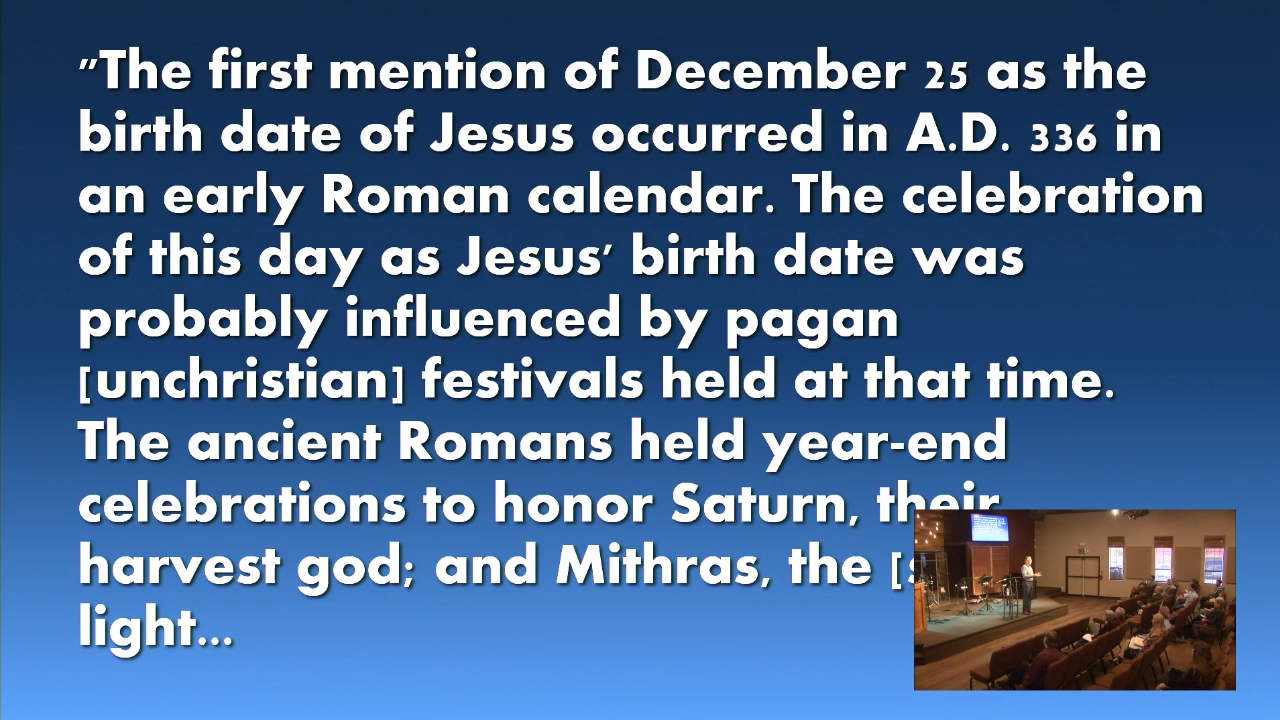 "The first mention of December 25 as the
birth date of Jesus occurred in A.D. 336 in
an early Roman calendar. The celebration
of this day as Jesus' birth date was
probably influenced by pagan
[unchristian] festivals held at that time.
The ancient Romans held year-end
celebrations to honor Saturn, their
harvest god; and Mithras, the
light...